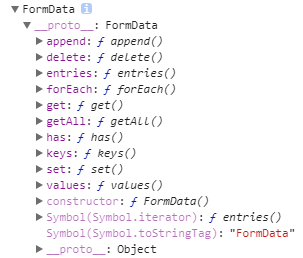 FormData i
__proto__: FormData
append: ƒ append()
delete: ƒ delete()
entries: ƒ entries()
forEach: ƒ forEach()
get: ƒ get()
getAll: ƒ getAll()
has: ƒ has()
keys: ƒ keys()
set: ƒ set()
values: ƒ values()
constructor: ƒ FormData()
Symbol(Symbol.iterator): ƒ entries()
Symbol(Symbol.toStringTag): "FormData"
__proto__: Object